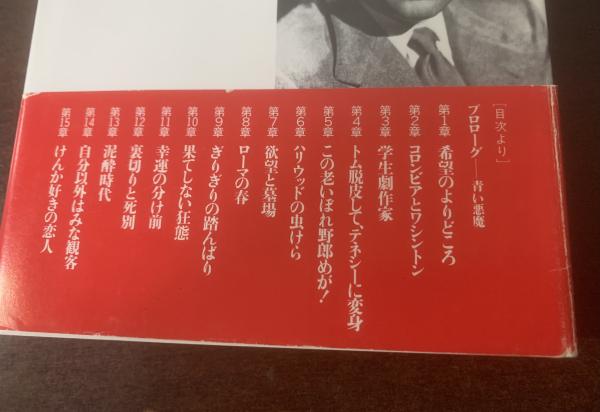 ［目次より］
プロローグ——青い悪魔
第1章 希望のよりどころ
第2章 コロンビアとワシントン
第3章 学生劇作家
第4章 トム脱皮して、テネシーに変身
第5章 この老いぼれ野郎めが！
第6章 ハリウッドの虫けら
第7章 欲望と墓場
第8章 ローマの春
第9章 ぎりぎりの踏んばり
第10章 果てしない狂態
第11章 幸運の分け前
第12章 裏切りと死別
第13章 泥酔時代
第14章 自分以外はみな観客
第15章 けんか好きの恋人